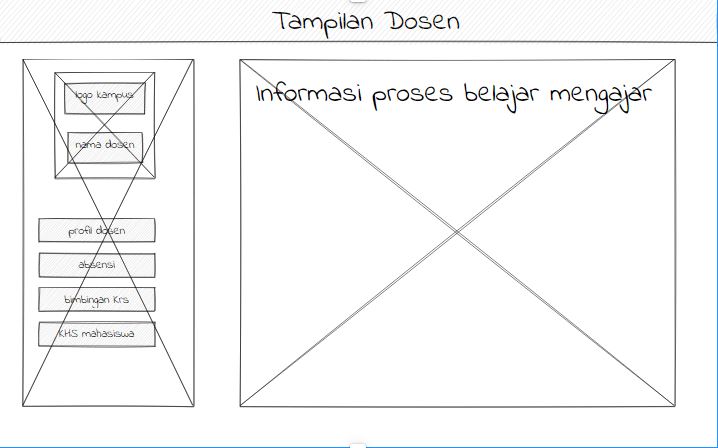 Tampilan Dosen
logo kampus
nama dosen
profil dosen
absensi
bimbingan Krs
KHS mahasiswa
Informasi proses belajar mengajar